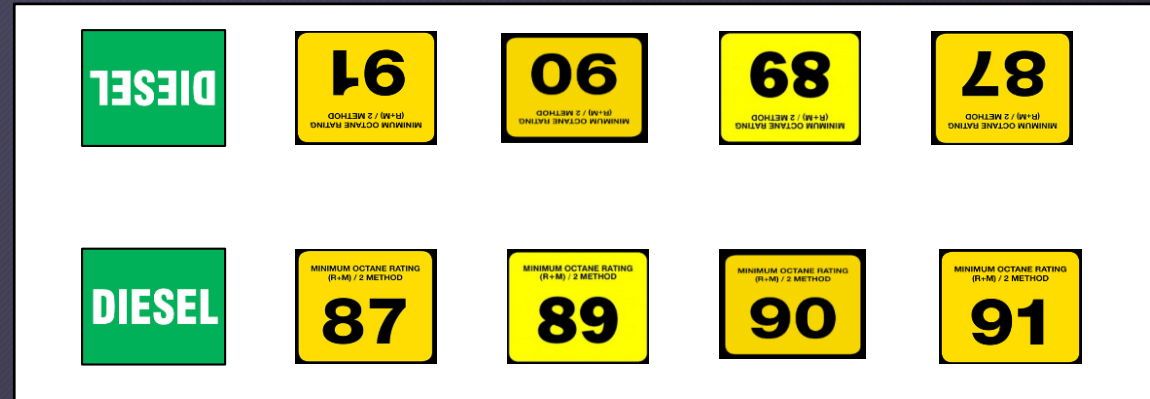 DIESEL
MINIMUM OCTANE RATING
(R+M) / 2 METHOD
91
MINIMUM OCTANE RATING
(R+M) / 2 METHOD
90
MINIMUM OCTANE RATING
(R+M) / 2 METHOD
89
MINIMUM OCTANE RATING
(R+M) / 2 METHOD
87
DIESEL
MINIMUM OCTANE RATING
(R+M) / 2 METHOD
87
MINIMUM OCTANE RATING
(R+M) / 2 METHOD
89
MINIMUM OCTANE RATING
(R+M) / 2 METHOD
90
MINIMUM OCTANE RATING
(R+M) / 2 METHOD
91